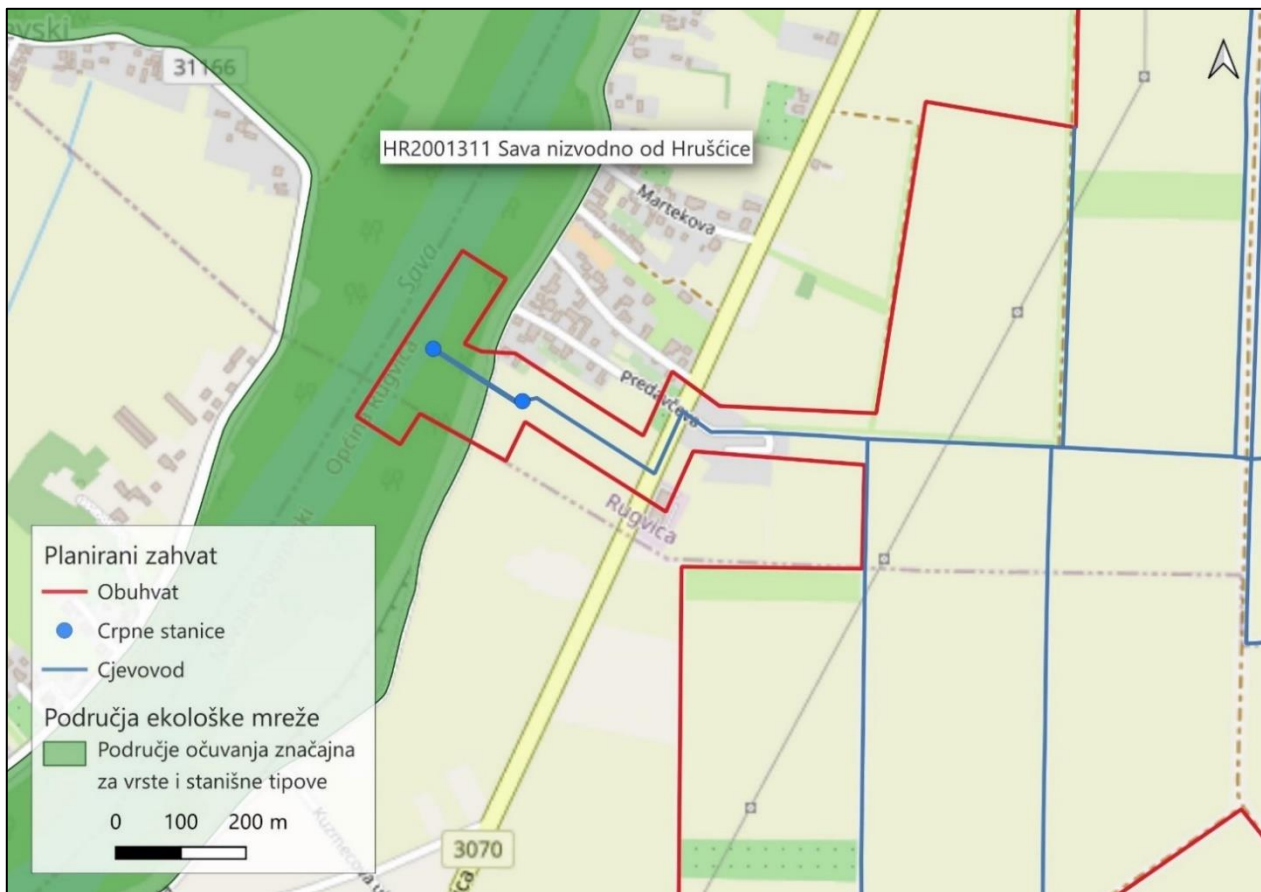 evski
31166
HR2001311 Sava nizvodno od Hrušćice
Martekova
Sava
Predavčeva
Općina Rugvica
Rugvica
Planirani zahvat
Obuhvat
Crpne stanice
Cjevovod
Područja ekološke mreže
Područje očuvanja značajna
za vrste i stanišne tipove
0 100 200 m
3070